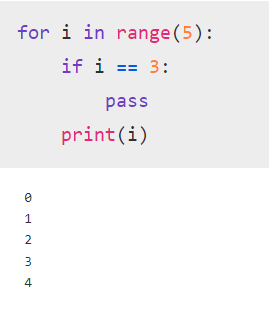 for i in range(5):
    if i == 3:
        pass
    print(i)
0
1
2
3
4